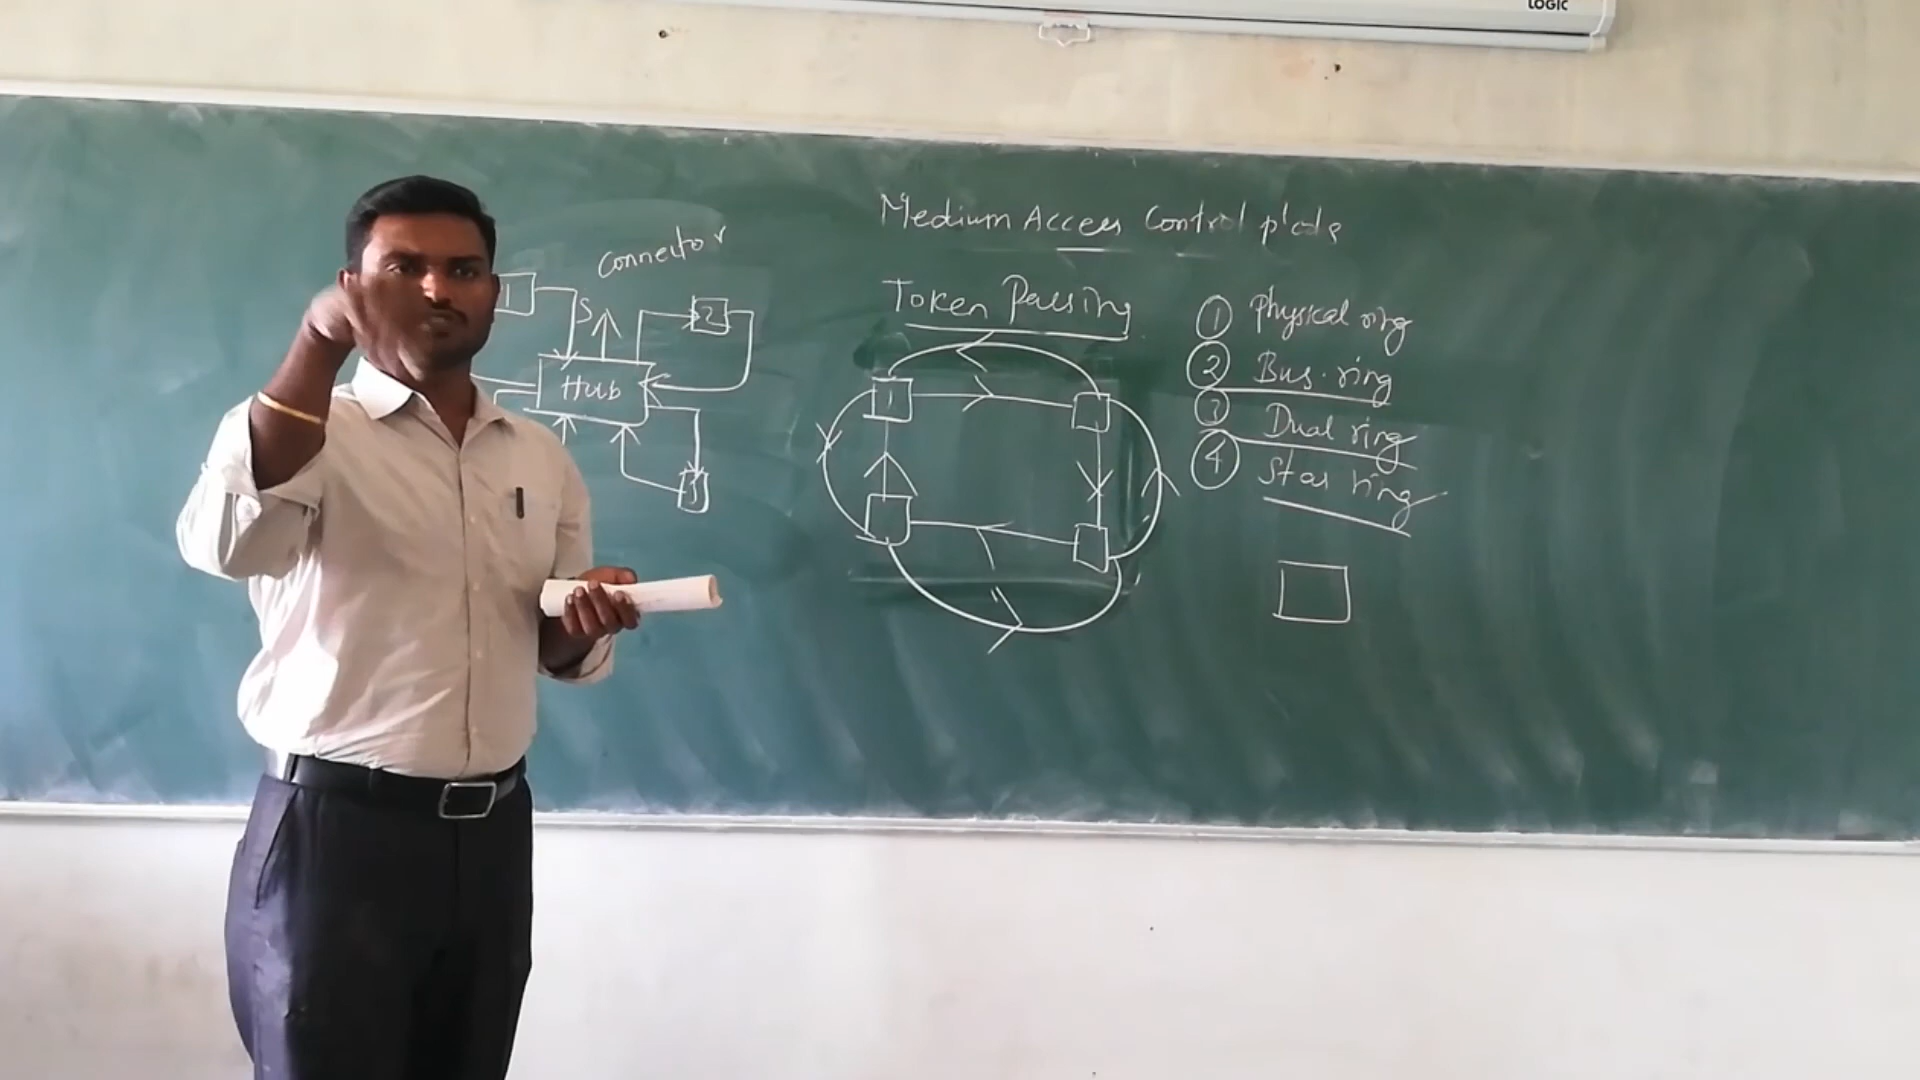 LOGIC
Medium Access Control ptcls
Connector
Token Passing
1 Physical ring
2 Bus ring
3 Dual ring
4 Star ring
1
S
2
Hub
3
1